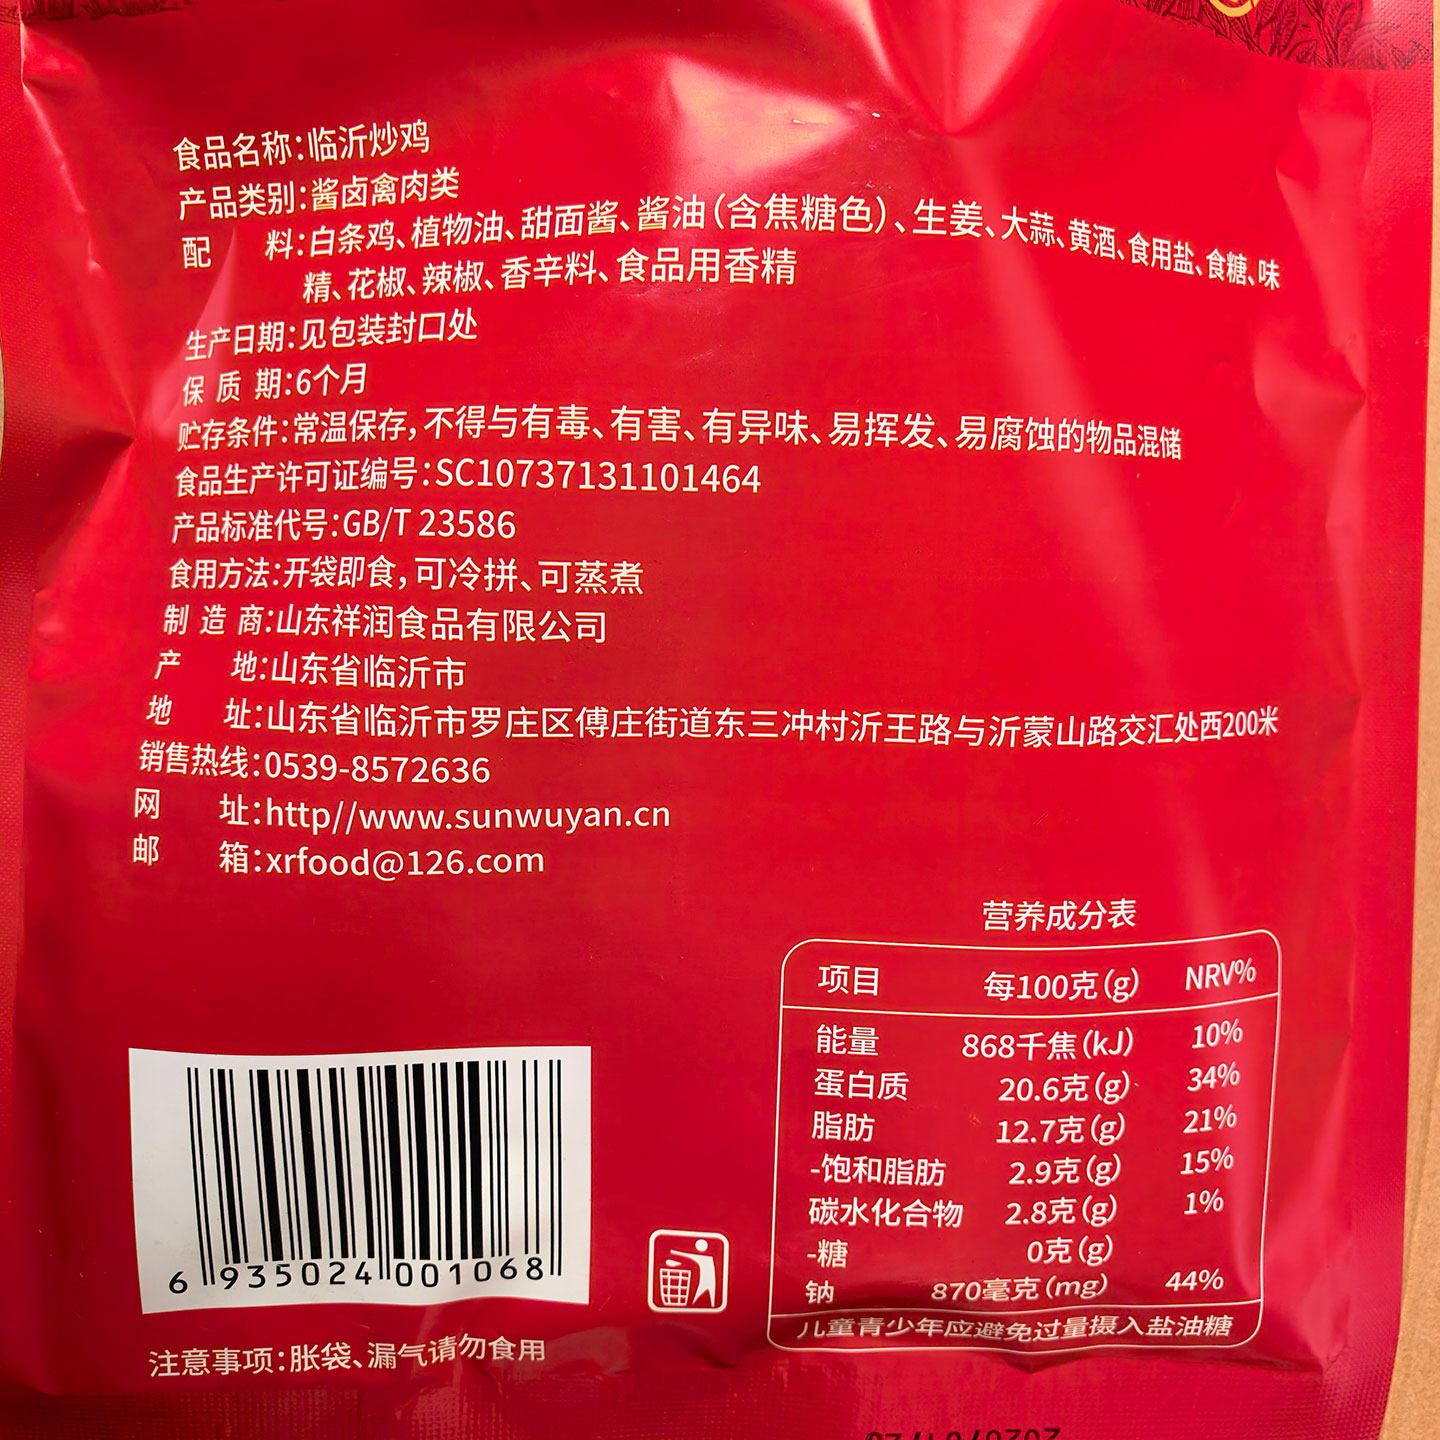 食品名称:临沂炒鸡
产品类别:酱卤禽肉类
配 料:白条鸡、植物油、甜面酱、酱油(含焦糖色)、生姜、大蒜、黄酒、食用盐、食糖、味
精、花椒、辣椒、香辛料、食品用香精
生产日期:见包装封口处
保质期:6个月
贮存条件:常温保存,不得与有毒、有害、有异味、易挥发、易腐蚀的物品混储
食品生产许可证编号:SC10737131101464
产品标准代号:GB/T 23586
食用方法:开袋即食,可冷拼、可蒸煮
制造商:山东祥润食品有限公司
产 地:山东省临沂市
地 址:山东省临沂市罗庄区傅庄街道东三冲村沂王路与沂蒙山路交汇处西200米
销售热线:0539-8572636
网 址:http//www.sunwuyan.cn
邮 箱:xrfood@126.com
营养成分表
项目 每100克(g) NRV%
能量 868千焦(kJ) 10%
蛋白质 20.6克(g) 34%
脂肪 12.7克(g) 21%
-饱和脂肪 2.9克(g) 15%
碳水化合物 2.8克(g) 1%
-糖 0克(g)
钠 870毫克(mg) 44%
儿童青少年应避免过量摄入盐油糖
6 935024 001068
注意事项:胀袋、漏气请勿食用